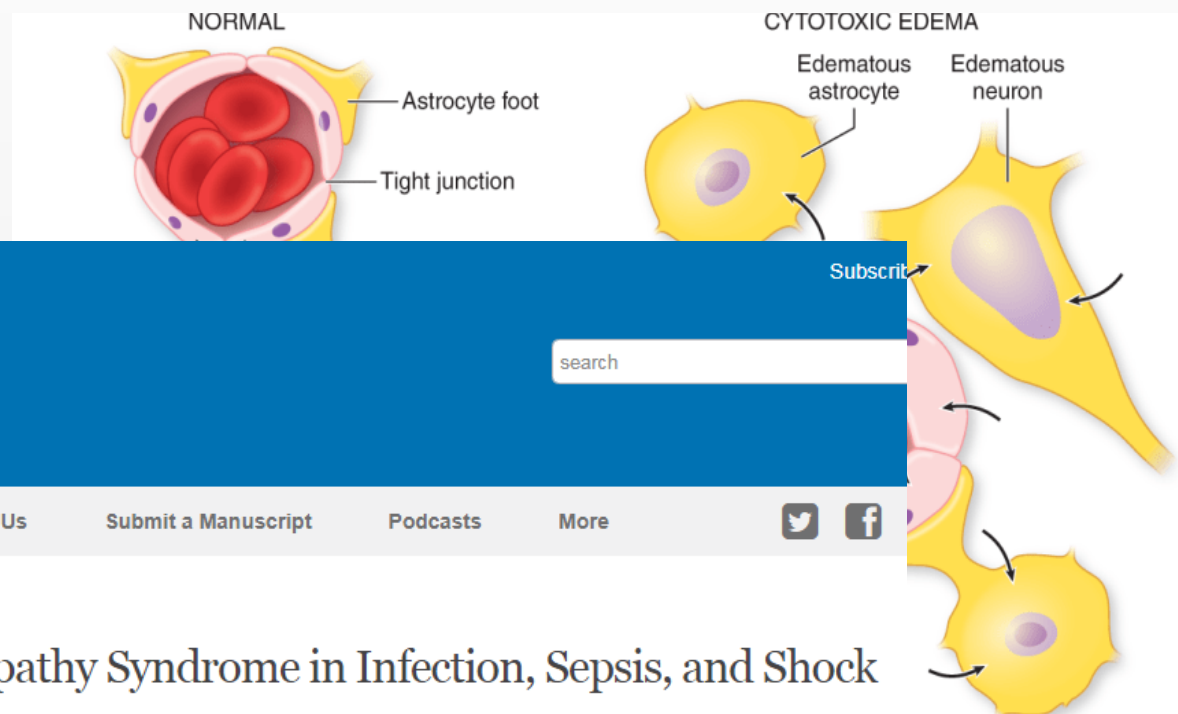 NORMAL
CYTOTOXIC EDEMA
Edematous astrocyte
Edematous neuron
Astrocyte foot
Tight junction
Subscrib
search
Us
Submit a Manuscript
Podcasts
More
pathy Syndrome in Infection, Sepsis, and Shock